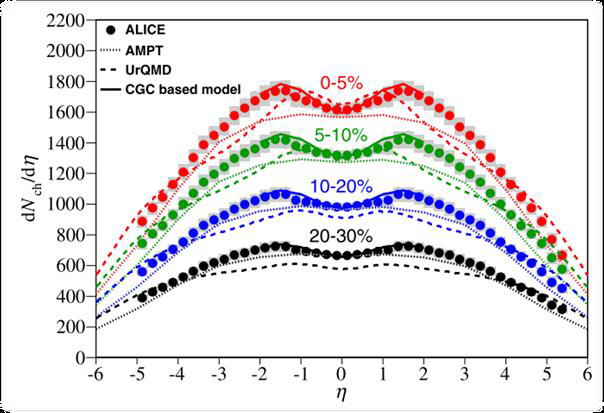 2200
2000
1800
1600
1400
1200
1000
800
600
400
200
0
dN_ch/dη
ALICE
AMPT
UrQMD
CGC based model
0-5%
5-10%
10-20%
20-30%
-6 -5 -4 -3 -2 -1 0 1 2 3 4 5 6
η